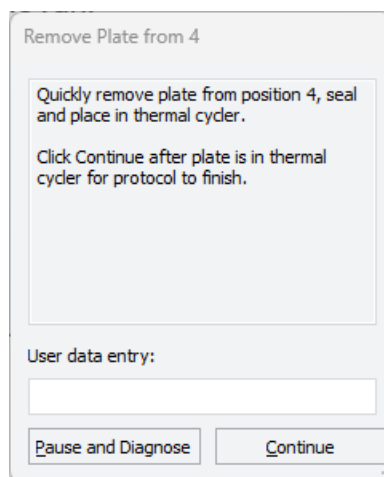 Remove Plate from 4
Quickly remove plate from position 4, seal
and place in thermal cycler.
Click Continue after plate is in thermal
cycler for protocol to finish.
User data entry:
Pause and Diagnose
Continue